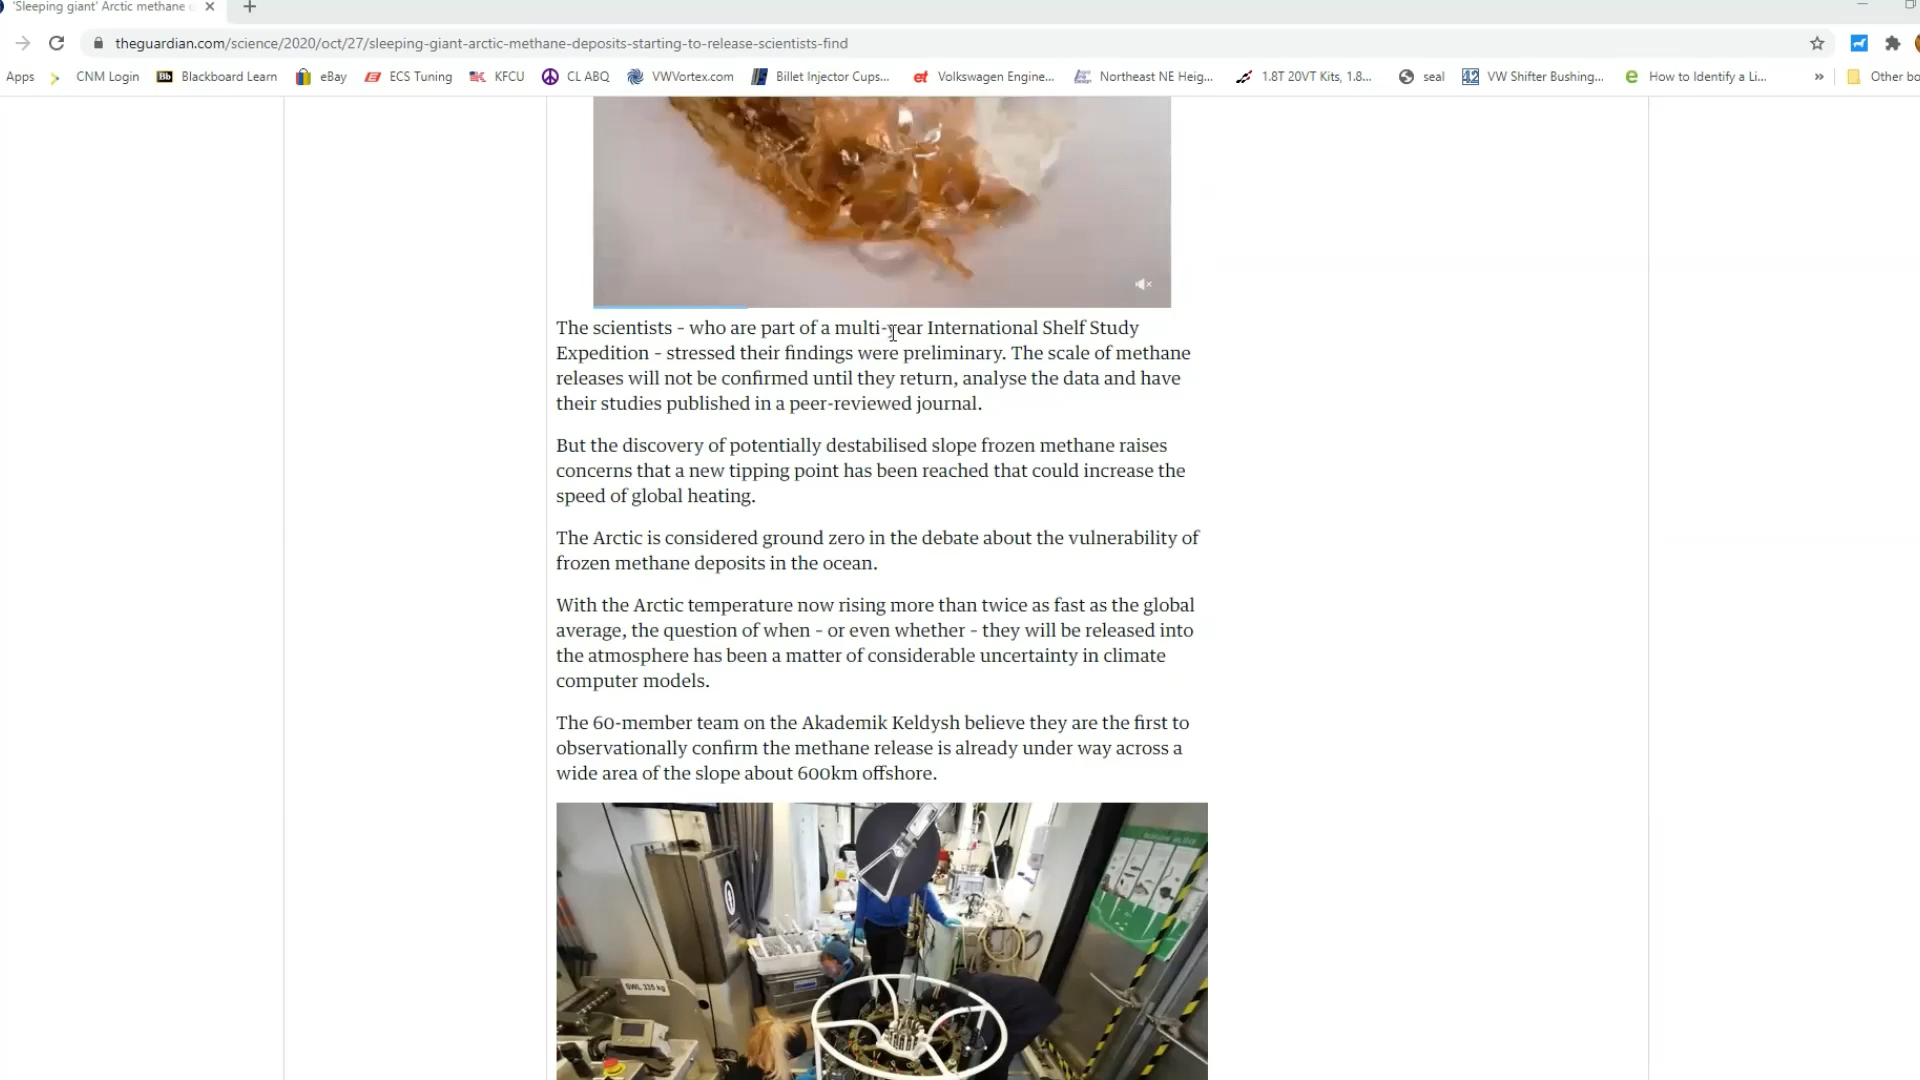 'Sleeping giant' Arctic methane
theguardian.com/science/2020/oct/27/sleeping-giant-arctic-methane-deposits-starting-to-release-scientists-find
Apps CNM Login Bb Blackboard Learn eBay ECS Tuning KFCU CL ABQ VWVortex.com Billet Injector Cups... et Volkswagen Engine... Northeast NE Heig... 1.8T 20VT Kits, 1.8... seal 42 VW Shifter Bushing... e How to Identify a Li... » Other bo
The scientists – who are part of a multi-year International Shelf Study
Expedition – stressed their findings were preliminary. The scale of methane
releases will not be confirmed until they return, analyse the data and have
their studies published in a peer-reviewed journal.
But the discovery of potentially destabilised slope frozen methane raises
concerns that a new tipping point has been reached that could increase the
speed of global heating.
The Arctic is considered ground zero in the debate about the vulnerability of
frozen methane deposits in the ocean.
With the Arctic temperature now rising more than twice as fast as the global
average, the question of when – or even whether – they will be released into
the atmosphere has been a matter of considerable uncertainty in climate
computer models.
The 60-member team on the Akademik Keldysh believe they are the first to
observationally confirm the methane release is already under way across a
wide area of the slope about 600km offshore.
SWL 335 kg